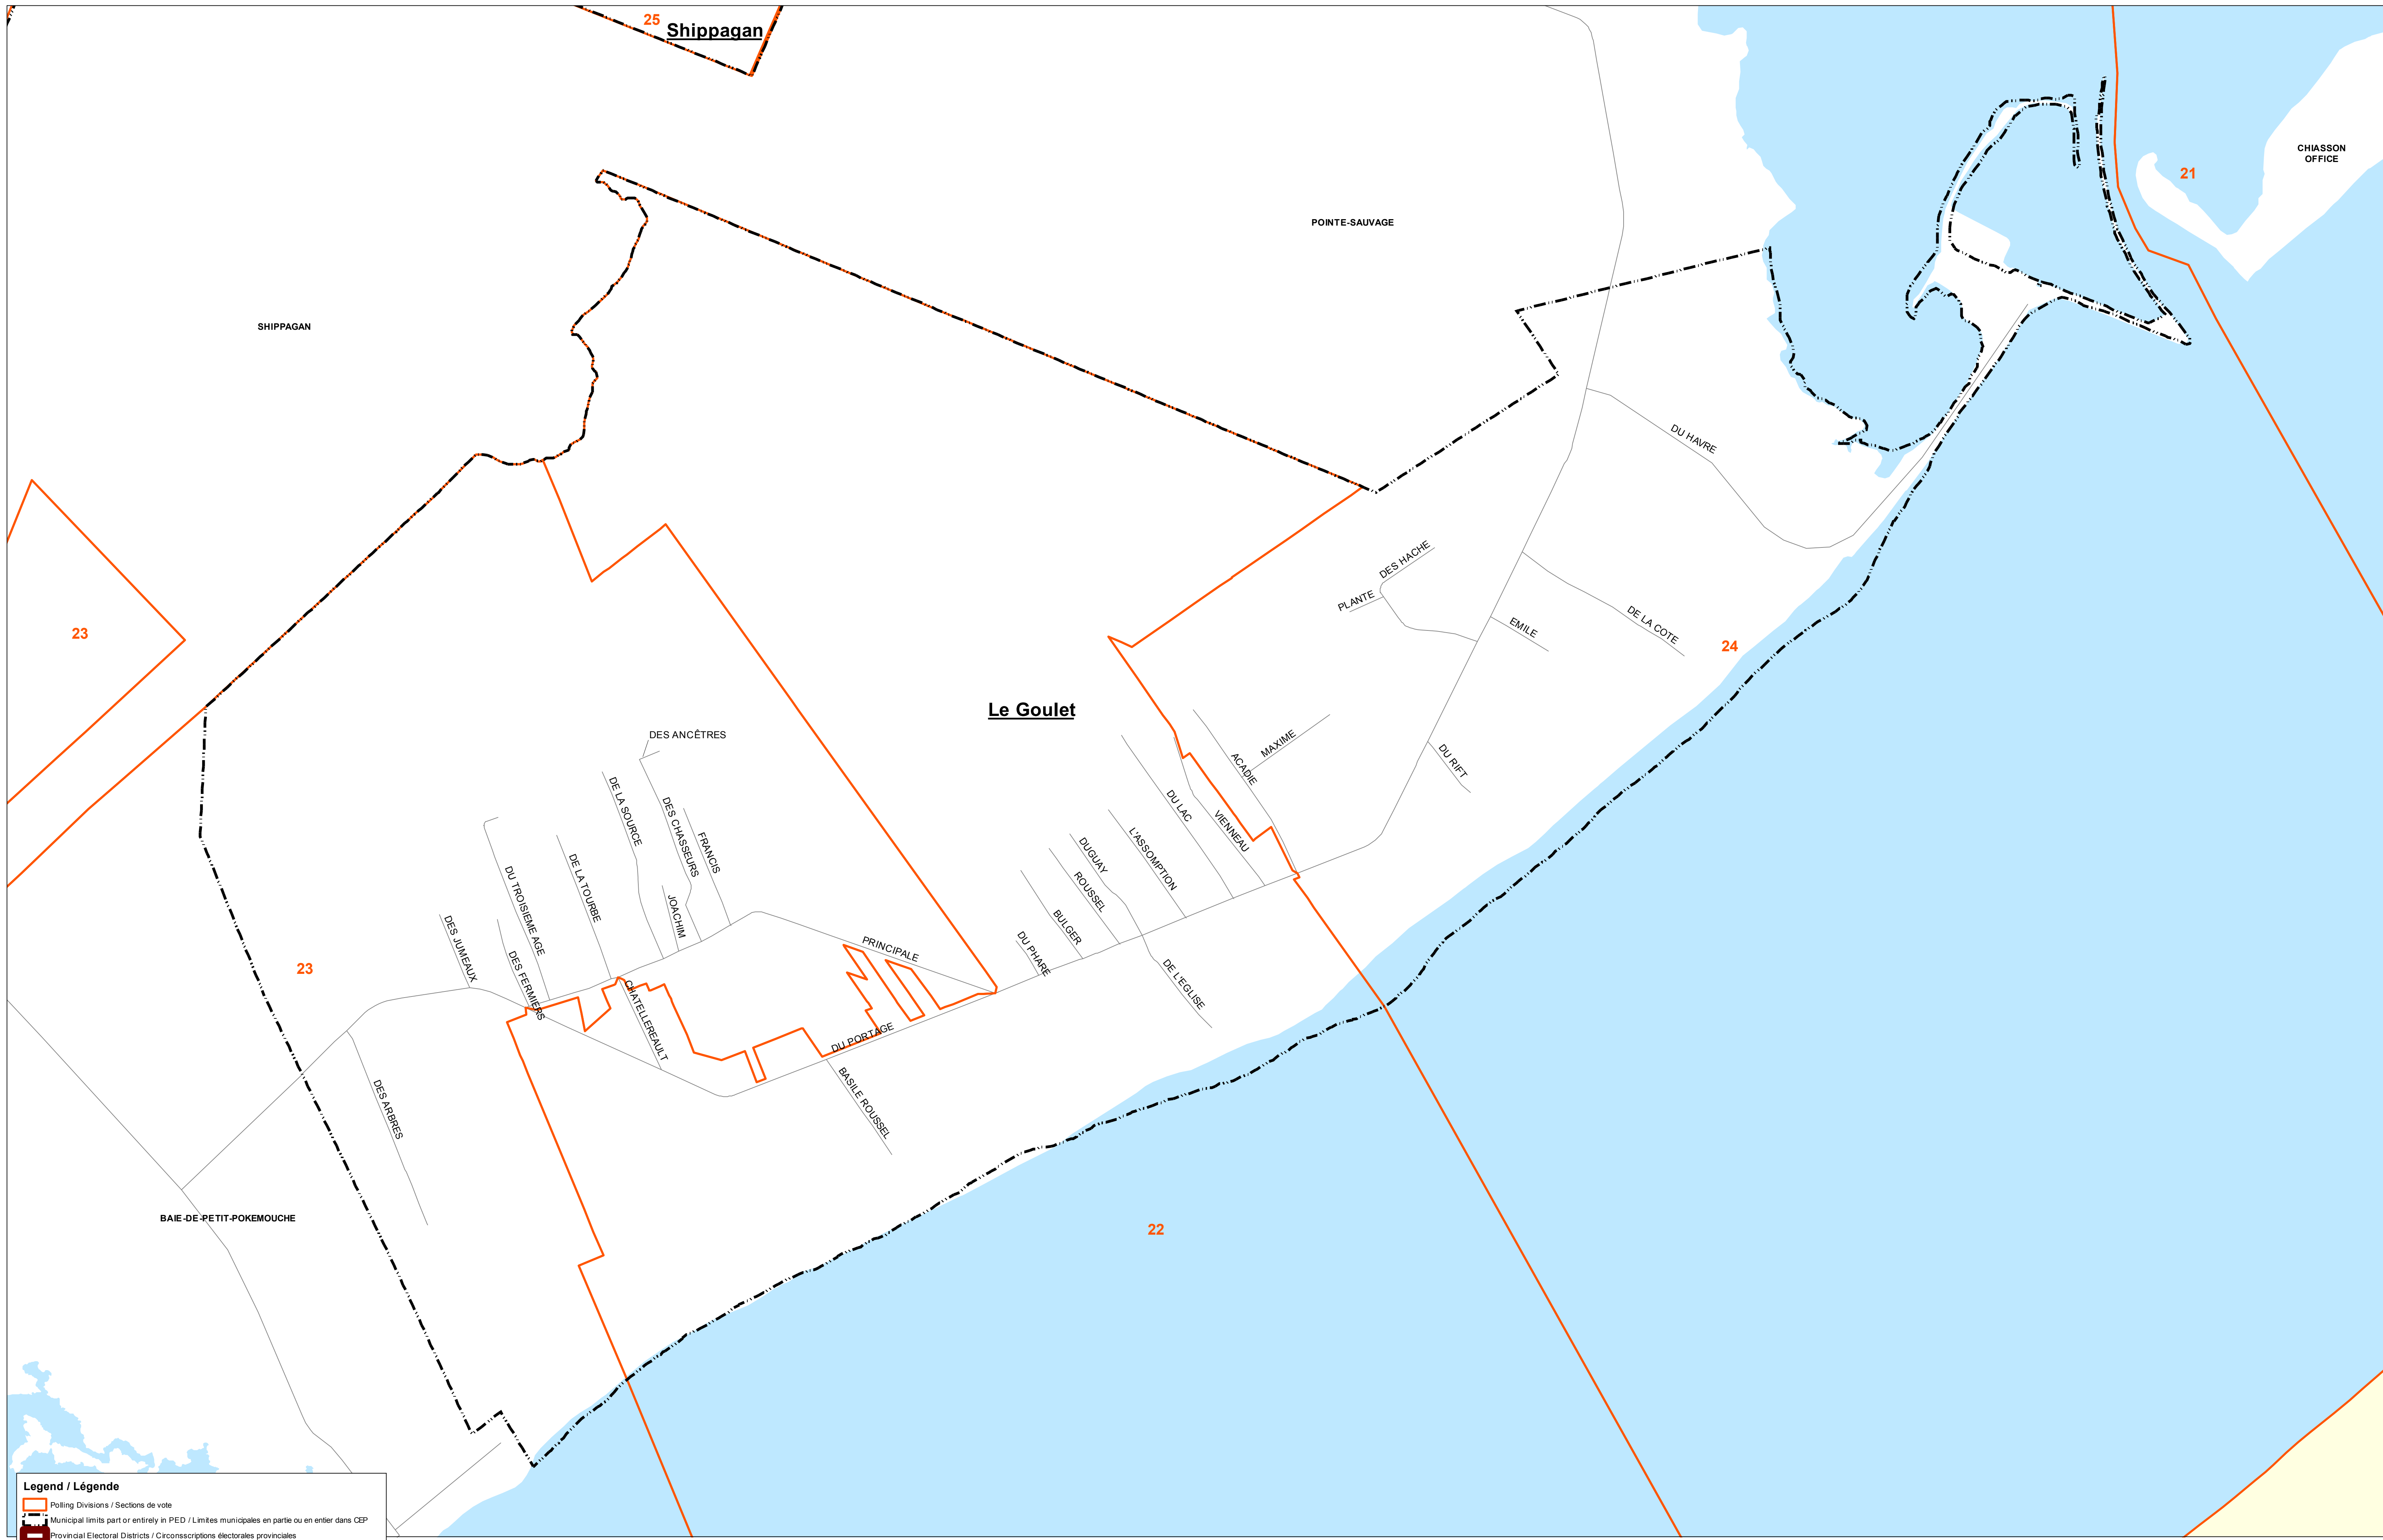 25
Shippagan
CHIASSON
OFFICE
21
POINTE-SAUVAGE
SHIPPAGAN
DU HAVRE
DES HACHE
PLANTE
EMILE
DE LA COTE
23
24
Le Goulet
DES ANCÊTRES
MAXIME
ACADIE
DU RIFT
DE LA SOURCE
DES CHASSEURS
FRANCIS
DU LAC
VIENNEAU
L'ASSOMPTION
DUGUAY
ROUSSEL
BULGER
DU PHARE
DE L'EGLISE
DU TROISIEME AGE
DE LA TOURBE
JOACHIM
DES JUMEAUX
DES FERMIERS
PRINCIPALE
23
CHATELLEREAULT
DU PORTAGE
BASILE ROUSSEL
DES ARBRES
BAIE-DE-PETIT-POKEMOUCHE
22
Legend / Légende
Polling Divisions / Sections de vote
Municipal limits part or entirely in PED / Limites municipales en partie ou en entier dans CEP
Provincial Electoral Districts / Circonsscriptions électorales provinciales